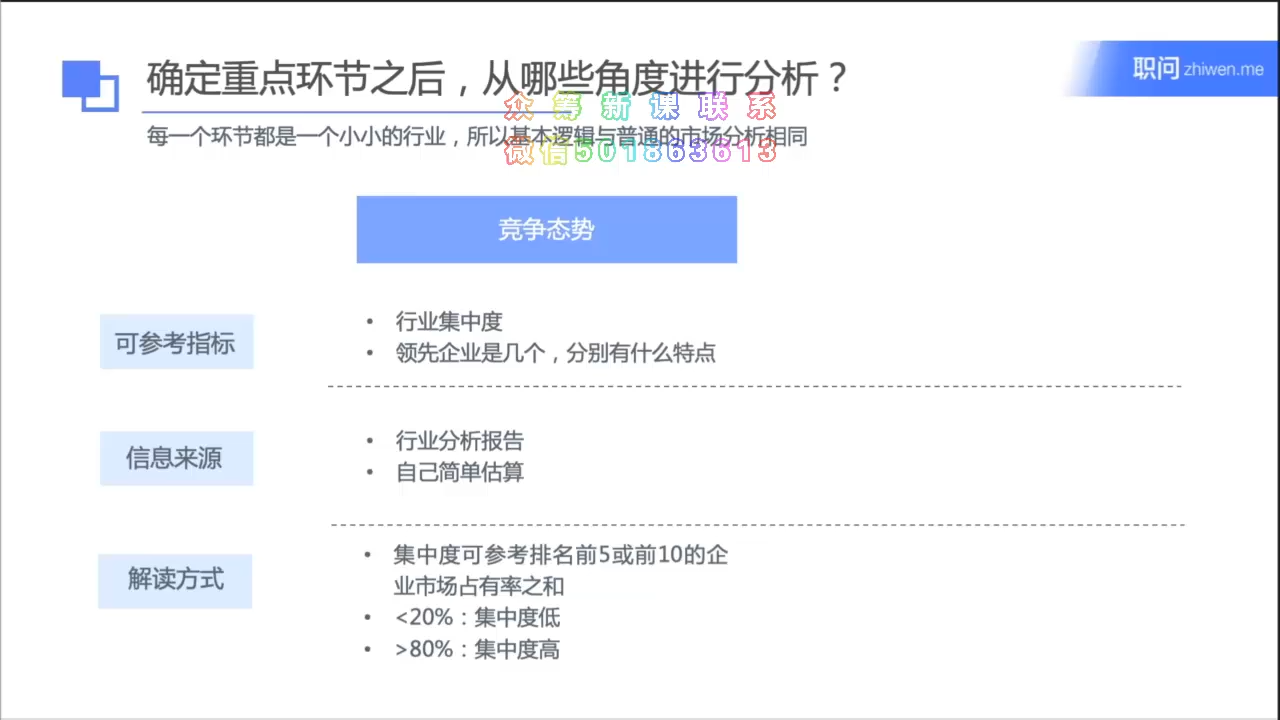 确定重点环节之后，从哪些角度进行分析？
职问 zhiwen.me
众筹新课联系
每一个环节都是一个小小的行业，所以基本逻辑与普通的市场分析相同
微信501863613
竞争态势
可参考指标
• 行业集中度
• 领先企业是几个，分别有什么特点
信息来源
• 行业分析报告
• 自己简单估算
解读方式
• 集中度可参考排名前5或前10的企
业市场占有率之和
• <20%：集中度低
• >80%：集中度高